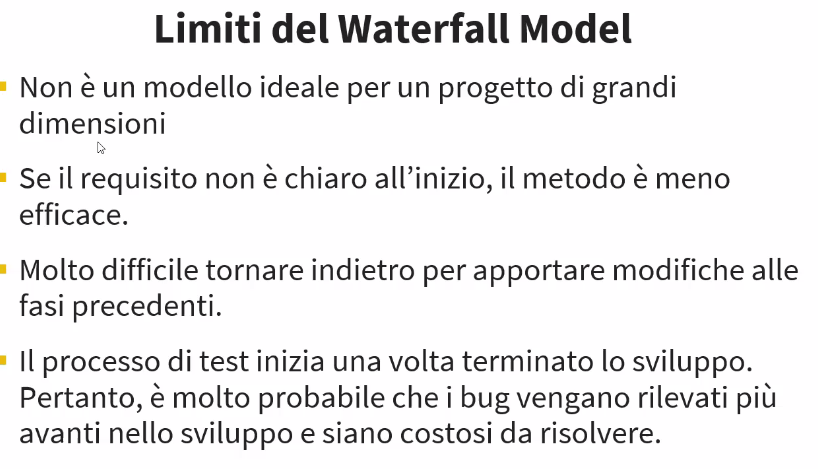 Limiti del Waterfall Model
Non è un modello ideale per un progetto di grandi
dimensioni
Se il requisito non è chiaro all’inizio, il metodo è meno
efficace.
Molto difficile tornare indietro per apportare modifiche alle
fasi precedenti.
Il processo di test inizia una volta terminato lo sviluppo.
Pertanto, è molto probabile che i bug vengano rilevati più
avanti nello sviluppo e siano costosi da risolvere.